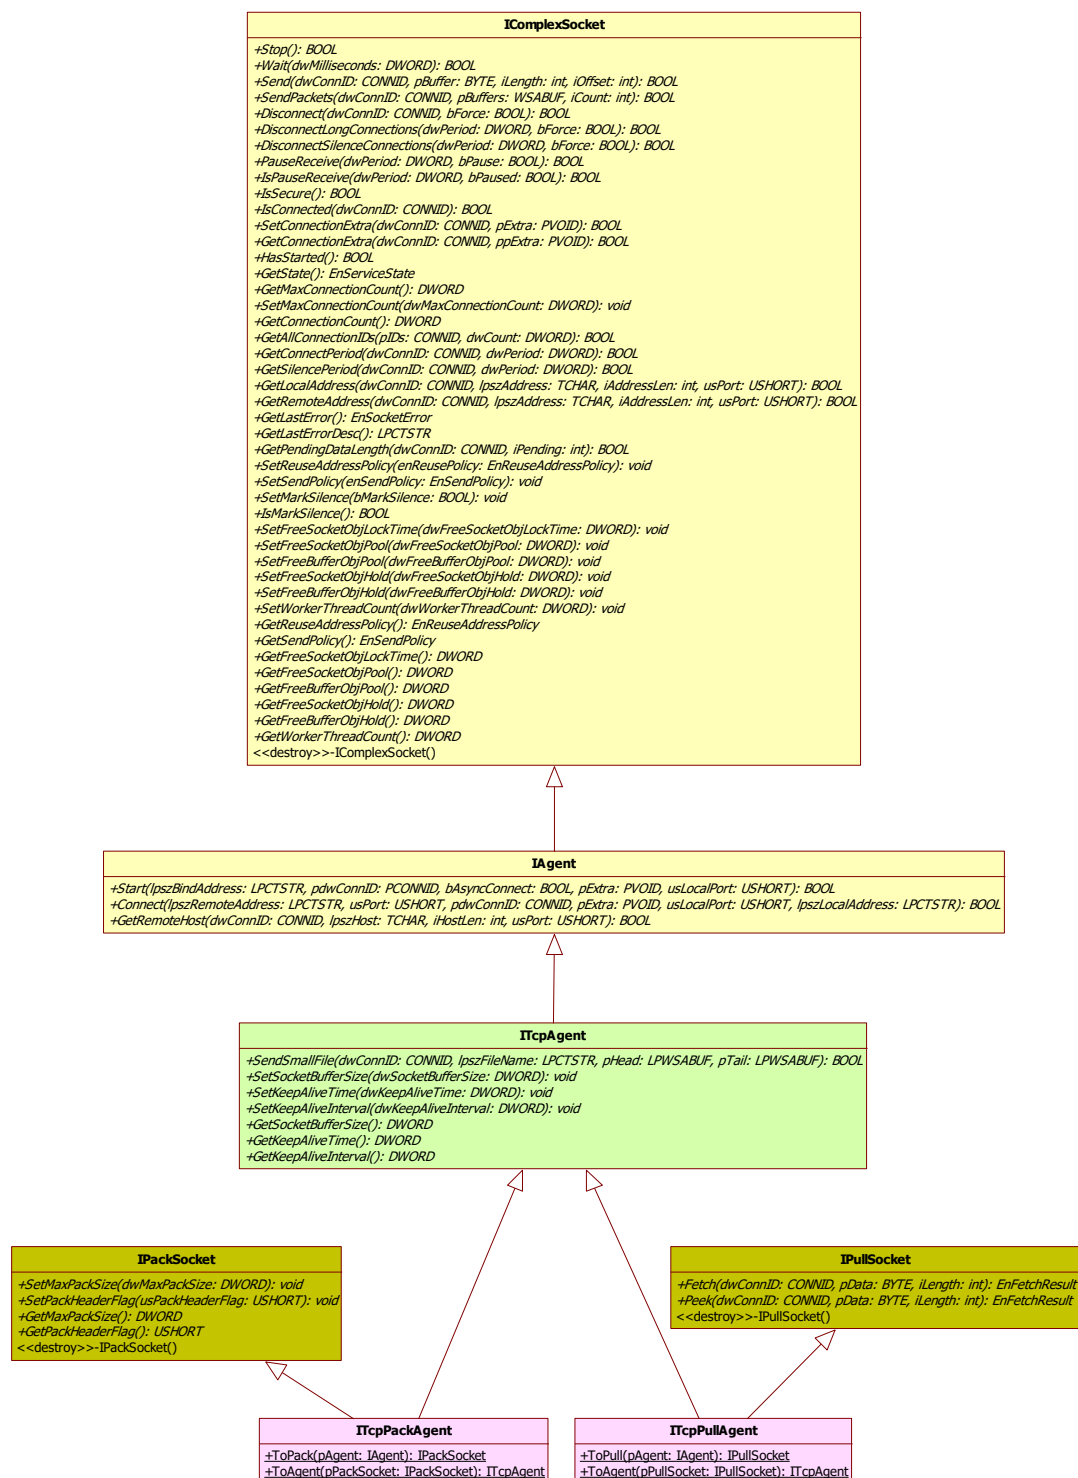 IComplexSocket
+Stop(): BOOL
+Wait(dwMilliseconds: DWORD): BOOL
+Send(dwConnID: CONNID, pBuffer: BYTE, iLength: int, iOffset: int): BOOL
+SendPackets(dwConnID: CONNID, pBuffers: WSABUF, iCount: int): BOOL
+Disconnect(dwConnID: CONNID, bForce: BOOL): BOOL
+DisconnectLongConnections(dwPeriod: DWORD, bForce: BOOL): BOOL
+DisconnectSilenceConnections(dwPeriod: DWORD, bForce: BOOL): BOOL
+PauseReceive(dwPeriod: DWORD, bPause: BOOL): BOOL
+IsPauseReceive(dwPeriod: DWORD, bPaused: BOOL): BOOL
+IsSecure(): BOOL
+IsConnected(dwConnID: CONNID): BOOL
+SetConnectionExtra(dwConnID: CONNID, pExtra: PVOID): BOOL
+GetConnectionExtra(dwConnID: CONNID, ppExtra: PVOID): BOOL
+HasStarted(): BOOL
+GetState(): EnServiceState
+GetMaxConnectionCount(): DWORD
+SetMaxConnectionCount(dwMaxConnectionCount: DWORD): void
+GetConnectionCount(): DWORD
+GetAllConnectionIDs(pIDs: CONNID, dwCount: DWORD): BOOL
+GetConnectPeriod(dwConnID: CONNID, dwPeriod: DWORD): BOOL
+GetSilencePeriod(dwConnID: CONNID, dwPeriod: DWORD): BOOL
+GetLocalAddress(dwConnID: CONNID, lpszAddress: TCHAR, iAddressLen: int, usPort: USHORT): BOOL
+GetRemoteAddress(dwConnID: CONNID, lpszAddress: TCHAR, iAddressLen: int, usPort: USHORT): BOOL
+GetLastError(): EnSocketError
+GetLastErrorDesc(): LPCTSTR
+GetPendingDataLength(dwConnID: CONNID, iPending: int): BOOL
+SetReuseAddressPolicy(enReusePolicy: EnReuseAddressPolicy): void
+SetSendPolicy(enSendPolicy: EnSendPolicy): void
+SetMarkSilence(bMarkSilence: BOOL): void
+IsMarkSilence(): BOOL
+SetFreeSocketObjLockTime(dwFreeSocketObjLockTime: DWORD): void
+SetFreeSocketObjPool(dwFreeSocketObjPool: DWORD): void
+SetFreeBufferObjPool(dwFreeBufferObjPool: DWORD): void
+SetFreeSocketObjHold(dwFreeSocketObjHold: DWORD): void
+SetFreeBufferObjHold(dwFreeBufferObjHold: DWORD): void
+SetWorkerThreadCount(dwWorkerThreadCount: DWORD): void
+GetReuseAddressPolicy(): EnReuseAddressPolicy
+GetSendPolicy(): EnSendPolicy
+GetFreeSocketObjLockTime(): DWORD
+GetFreeSocketObjPool(): DWORD
+GetFreeBufferObjPool(): DWORD
+GetFreeSocketObjHold(): DWORD
+GetFreeBufferObjHold(): DWORD
+GetWorkerThreadCount(): DWORD
<<destroy>>-IComplexSocket()
IAgent
+Start(lpszBindAddress: LPCTSTR, pdwConnID: PCONNID, bAsyncConnect: BOOL, pExtra: PVOID, usLocalPort: USHORT): BOOL
+Connect(lpszRemoteAddress: LPCTSTR, usPort: USHORT, pdwConnID: CONNID, pExtra: PVOID, usLocalPort: USHORT, lpszLocalAddress: LPCTSTR): BOOL
+GetRemoteHost(dwConnID: CONNID, lpszHost: TCHAR, iHostLen: int, usPort: USHORT): BOOL
ITcpAgent
+SendSmallFile(dwConnID: CONNID, lpszFileName: LPCTSTR, pHead: LPWSABUF, pTail: LPWSABUF): BOOL
+SetSocketBufferSize(dwSocketBufferSize: DWORD): void
+SetKeepAliveTime(dwKeepAliveTime: DWORD): void
+SetKeepAliveInterval(dwKeepAliveInterval: DWORD): void
+GetSocketBufferSize(): DWORD
+GetKeepAliveTime(): DWORD
+GetKeepAliveInterval(): DWORD
IPackSocket
+SetMaxPackSize(dwMaxPackSize: DWORD): void
+SetPackHeaderFlag(usPackHeaderFlag: USHORT): void
+GetMaxPackSize(): DWORD
+GetPackHeaderFlag(): USHORT
<<destroy>>-IPackSocket()
IPullSocket
+Fetch(dwConnID: CONNID, pData: BYTE, iLength: int): EnFetchResult
+Peek(dwConnID: CONNID, pData: BYTE, iLength: int): EnFetchResult
<<destroy>>-IPullSocket()
ITcpPackAgent
+ToPack(pAgent: IAgent): IPackSocket
+ToAgent(pPackSocket: IPackSocket): ITcpAgent
ITcpPullAgent
+ToPull(pAgent: IAgent): IPullSocket
+ToAgent(pPullSocket: IPullSocket): ITcpAgent